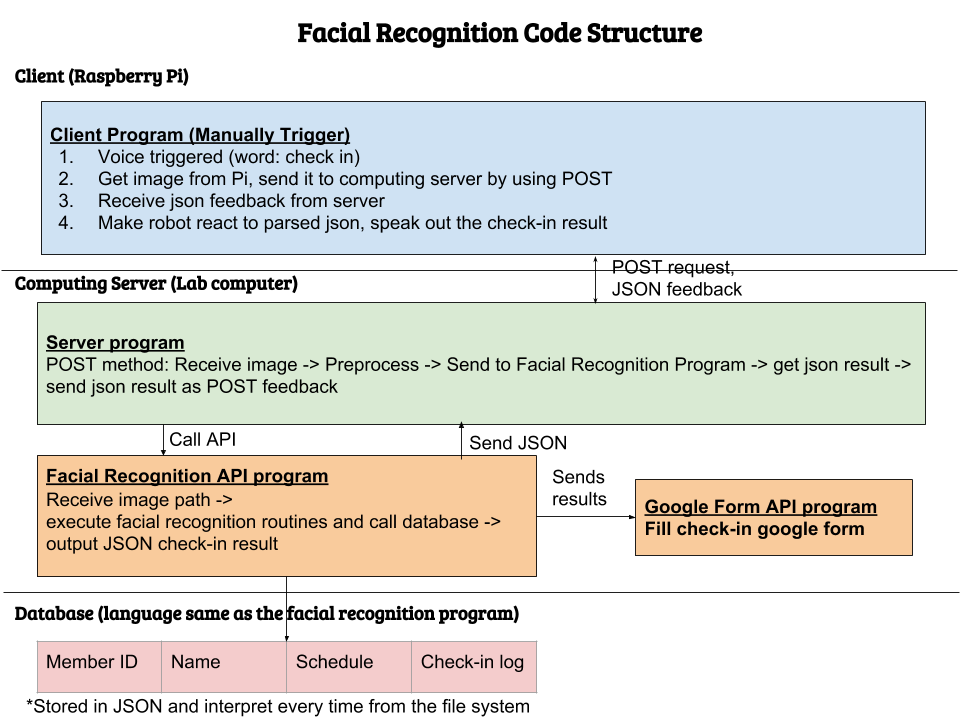 Facial Recognition Code Structure
Client (Raspberry Pi)
Client Program (Manually Trigger)
1. Voice triggered (word: check in)
2. Get image from Pi, send it to computing server by using POST
3. Receive json feedback from server
4. Make robot react to parsed json, speak out the check-in result
POST request,
JSON feedback
Computing Server (Lab computer)
Server program
POST method: Receive image -> Preprocess -> Send to Facial Recognition Program -> get json result ->
send json result as POST feedback
Call API
Send JSON
Facial Recognition API program
Receive image path ->
execute facial recognition routines and call database ->
output JSON check-in result
Sends
results
Google Form API program
Fill check-in google form
Database (language same as the facial recognition program)
Member ID Name Schedule Check-in log
*Stored in JSON and interpret every time from the file system